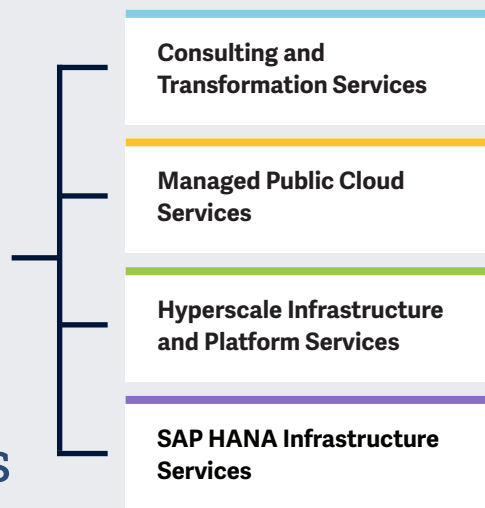 Consulting and
Transformation Services
Managed Public Cloud
Services
Hyperscale Infrastructure
and Platform Services
SAP HANA Infrastructure
Services